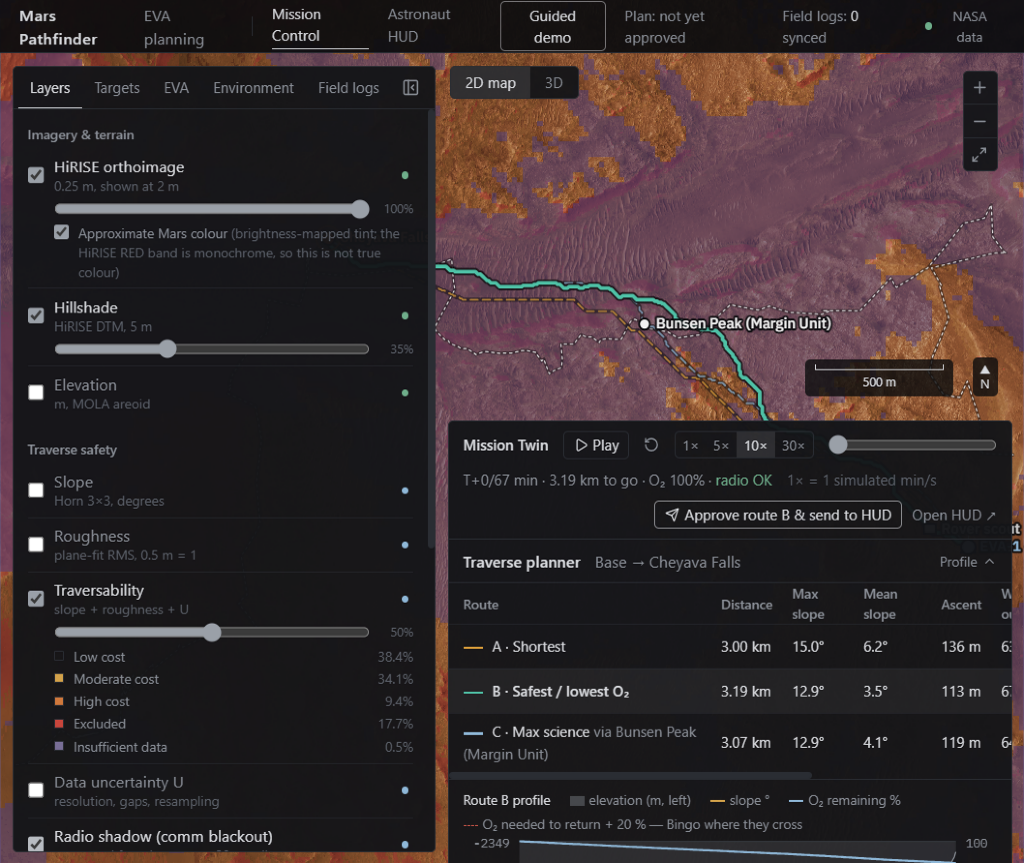 Mars Pathfinder
EVA planning
Mission Control
Astronaut HUD
Guided demo
Plan: not yet approved
Field logs: 0 synced
NASA data
Layers
Targets
EVA
Environment
Field logs
2D map
3D
Imagery & terrain
HiRISE orthoimage
0.25 m, shown at 2 m
100%
Approximate Mars colour (brightness-mapped tint; the
HiRISE RED band is monochrome, so this is not true
colour)
Hillshade
HiRISE DTM, 5 m
35%
Elevation
m, MOLA areoid
Traverse safety
Slope
Horn 3×3, degrees
Roughness
plane-fit RMS, 0.5 m = 1
Traversability
slope + roughness + U
50%
Low cost 38.4%
Moderate cost 34.1%
High cost 9.4%
Excluded 17.7%
Insufficient data 0.5%
Data uncertainty U
resolution, gaps, resampling
Radio shadow (comm blackout)
+
−
Bunsen Peak (Margin Unit)
500 m
N
Mission Twin
Play
1× 5× 10× 30×
T+0/67 min · 3.19 km to go · O₂ 100% · radio OK 1× = 1 simulated min/s
Approve route B & send to HUD
Open HUD ↗
1
Traverse planner Base → Cheyava Falls
Profile
Route Distance Max slope Mean slope Ascent
A · Shortest 3.00 km 15.0° 6.2° 136 m
B · Safest / lowest O₂ 3.19 km 12.9° 3.5° 113 m
C · Max science via Bunsen Peak
(Margin Unit) 3.07 km 12.9° 4.1° 119 m
Route B profile elevation (m, left) slope ° O₂ remaining %
O₂ needed to return + 20 % — Bingo where they cross
-2349 100